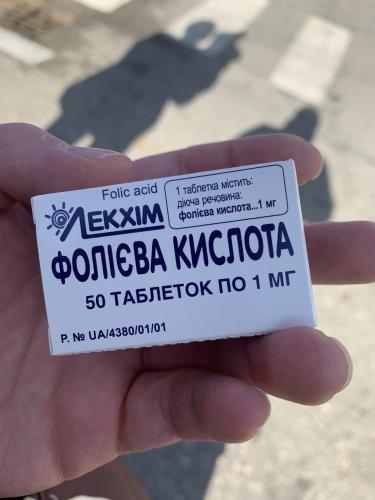 Folic acid
ЛЕКХІМ
1 таблетка містить:
діюча речовина:
фолієва кислота...1 мг
ФОЛІЄВА КИСЛОТА
50 ТАБЛЕТОК ПО 1 МГ
Р. № UA/4380/01/01